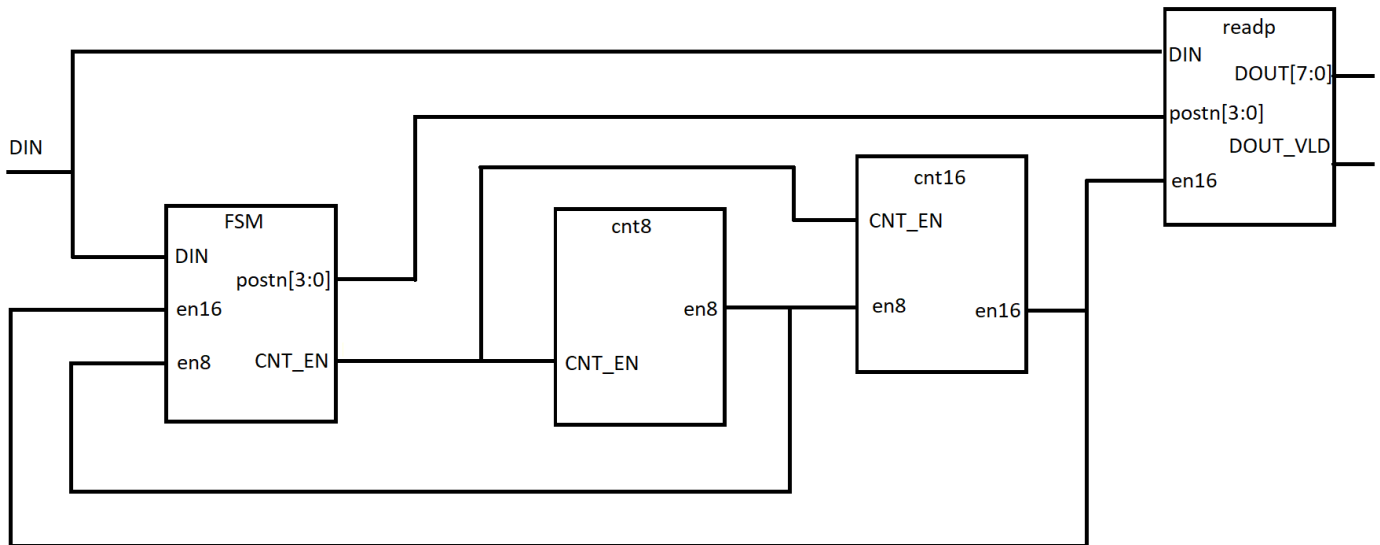 readp
DIN
DOUT[7:0]
postn[3:0]
DOUT_VLD
en16
DIN
cnt16
CNT_EN
en8
en16
FSM
DIN
postn[3:0]
en16
en8
CNT_EN
cnt8
en8
CNT_EN